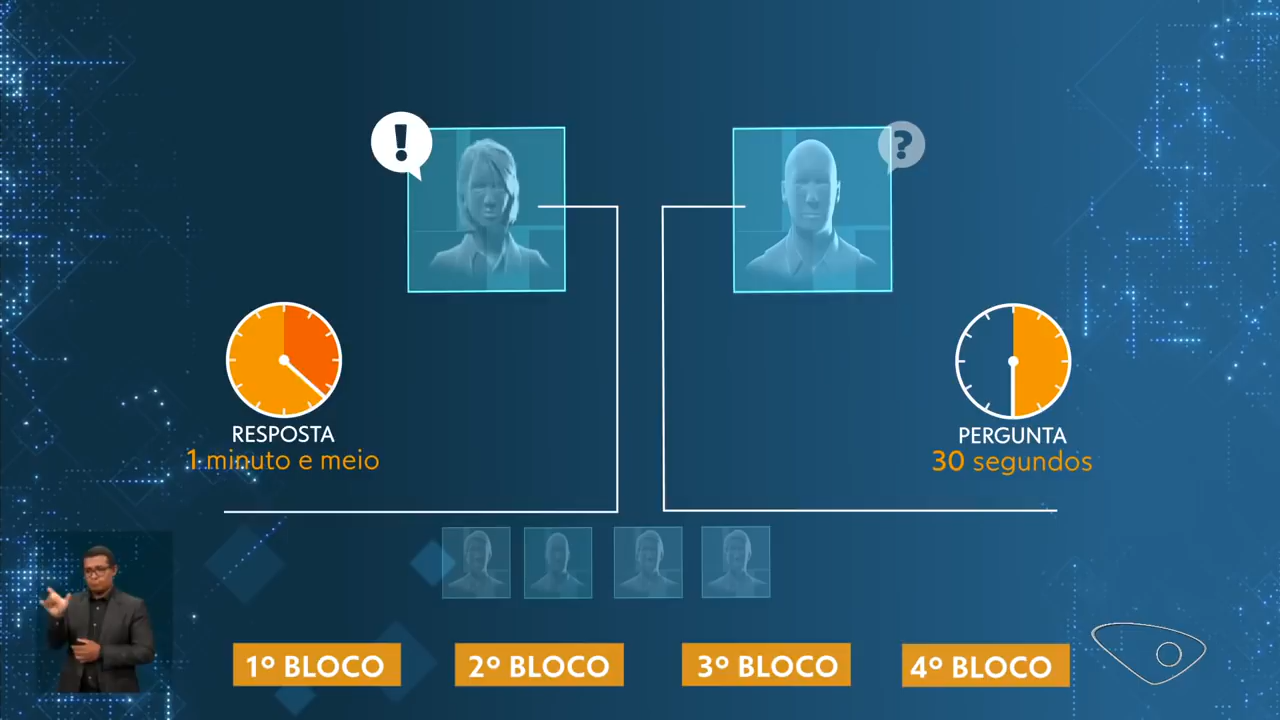 !
?
RESPOSTA
1 minuto e meio
PERGUNTA
30 segundos
1º BLOCO
2º BLOCO
3º BLOCO
4º BLOCO